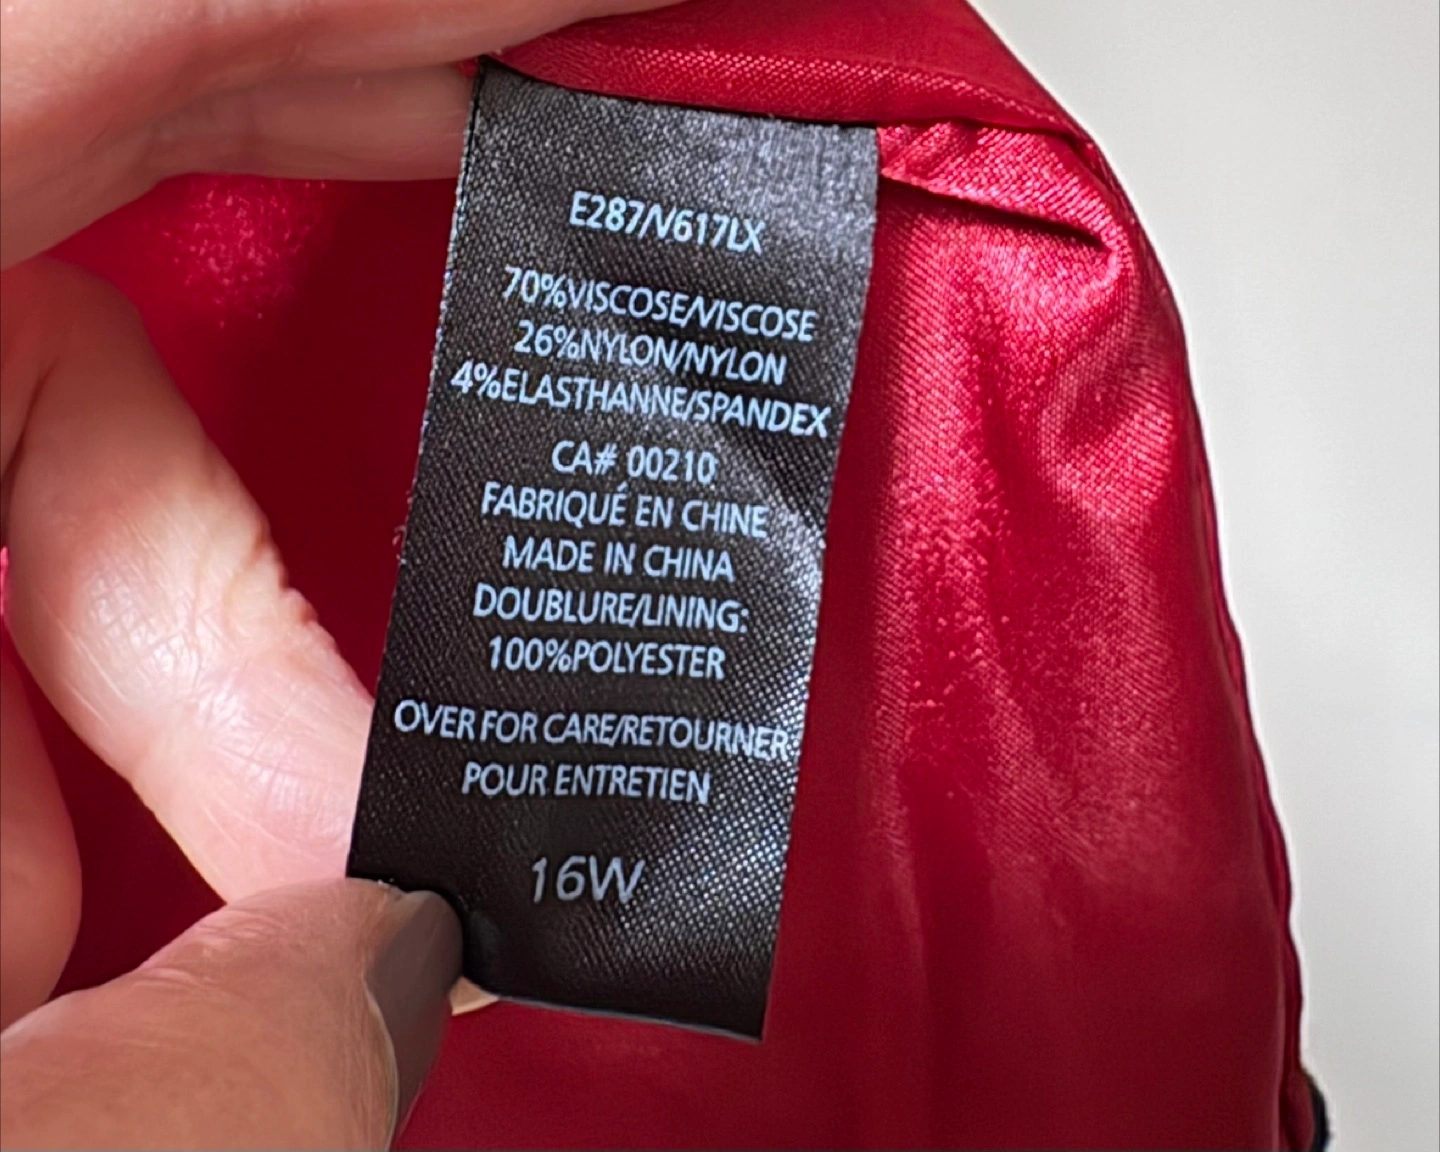 E287/V617LX
70%VISCOSE/VISCOSE
26%NYLON/NYLON
4%ELASTHANNE/SPANDEX
CA# 00210
FABRIQUÉ EN CHINE
MADE IN CHINA
DOUBLURE/LINING:
100%POLYESTER
OVER FOR CARE/RETOURNER
POUR ENTRETIEN
16W